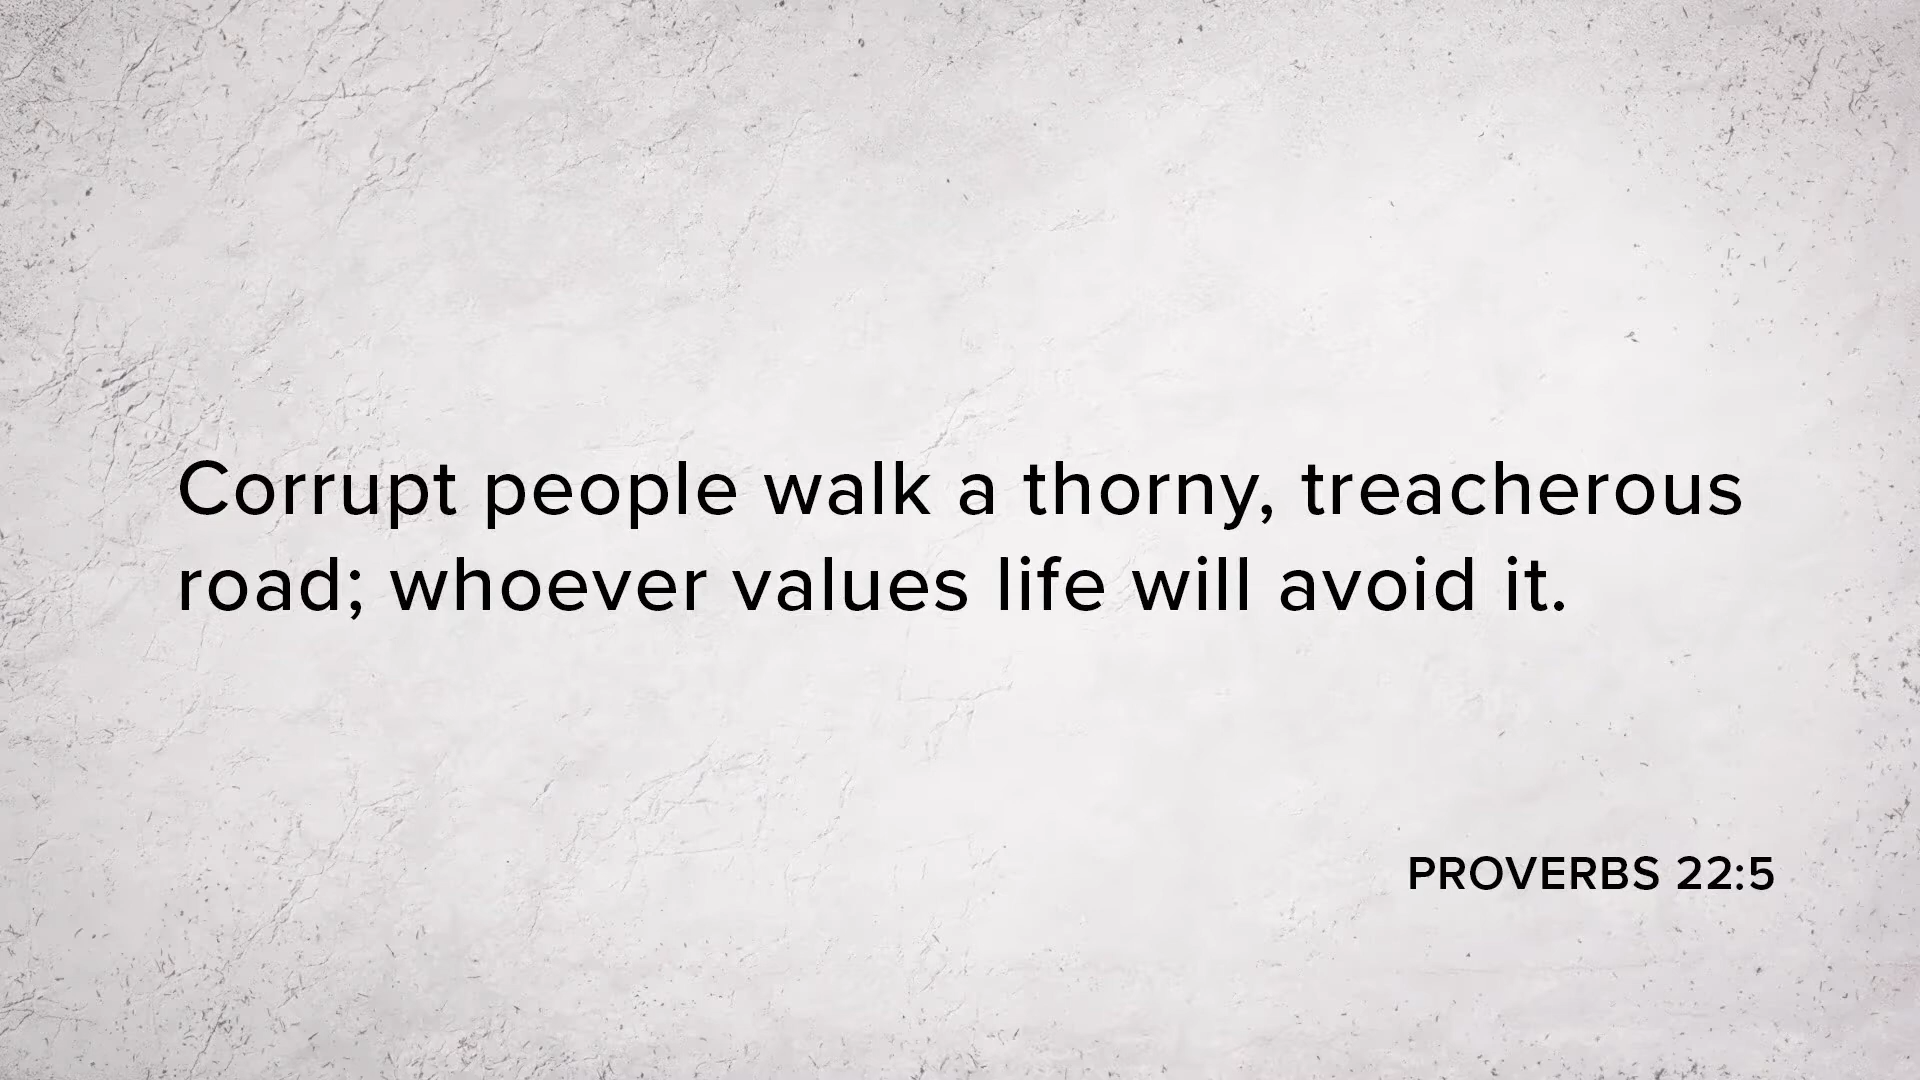 Corrupt people walk a thorny, treacherous
road; whoever values life will avoid it.
PROVERBS 22:5